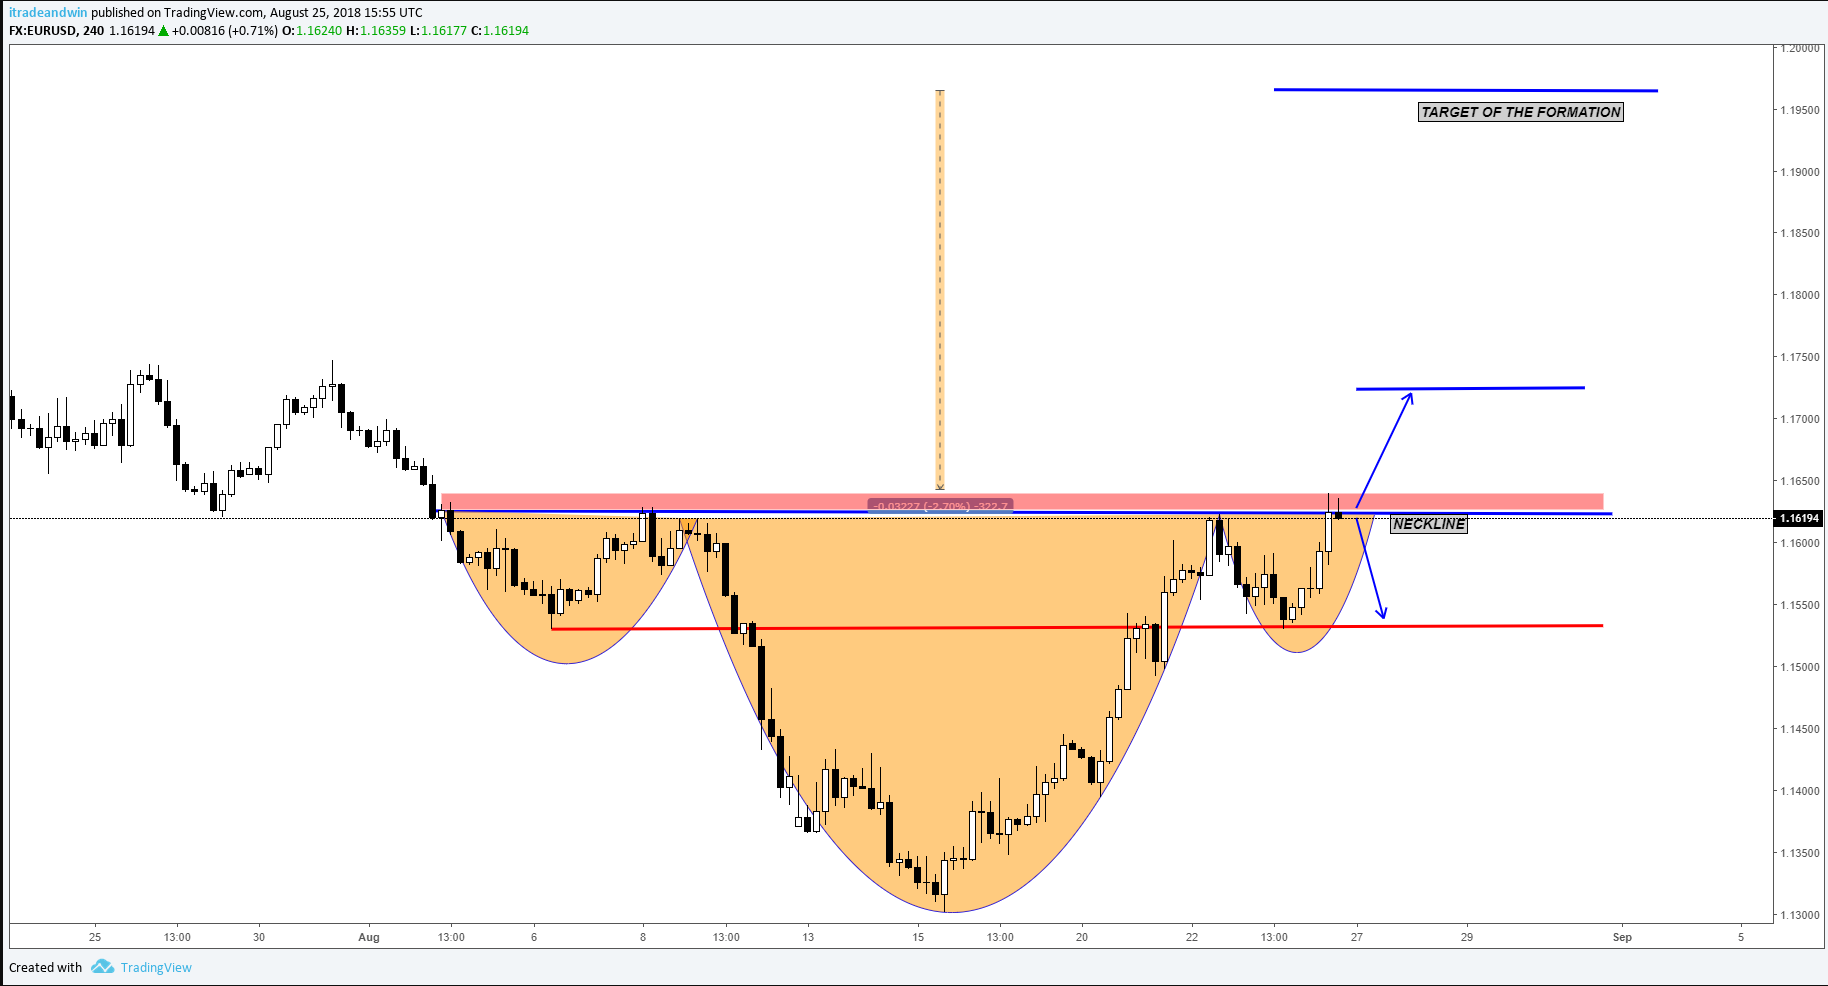 itradeandwin published on TradingView.com, August 25, 2018 15:55 UTC
FX:EURUSD, 240 1.16194 ▲ +0.00816 (+0.71%) O:1.16240 H:1.16359 L:1.16177 C:1.16194
1.20000
TARGET OF THE FORMATION
1.19500
1.19000
1.18500
1.18000
1.17500
1.17000
1.16500
-0.03227 (-2.70%) -322.7
1.16194
NECKLINE
1.16000
1.15500
1.15000
1.14500
1.14000
1.13500
1.13000
25 13:00 30 Aug 13:00 6 8 13:00 13 15 13:00 20 22 13:00 27 29 Sep 5
Created with TradingView